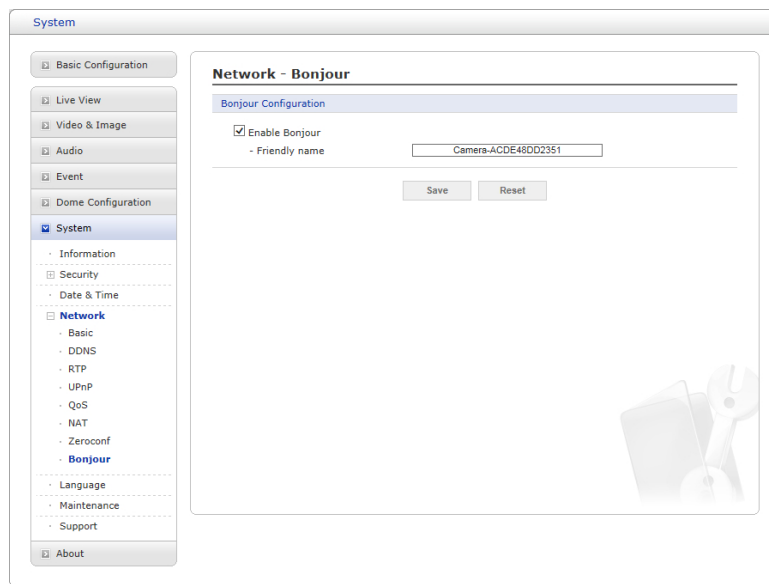 System
Basic Configuration
Live View
Video & Image
Audio
Event
Dome Configuration
System
Information
Security
Date & Time
Network
Basic
DDNS
RTP
UPnP
QoS
NAT
Zeroconf
Bonjour
Language
Maintenance
Support
About
Network - Bonjour
Bonjour Configuration
Enable Bonjour
- Friendly name Camera-ACDE48DD2351
Save Reset